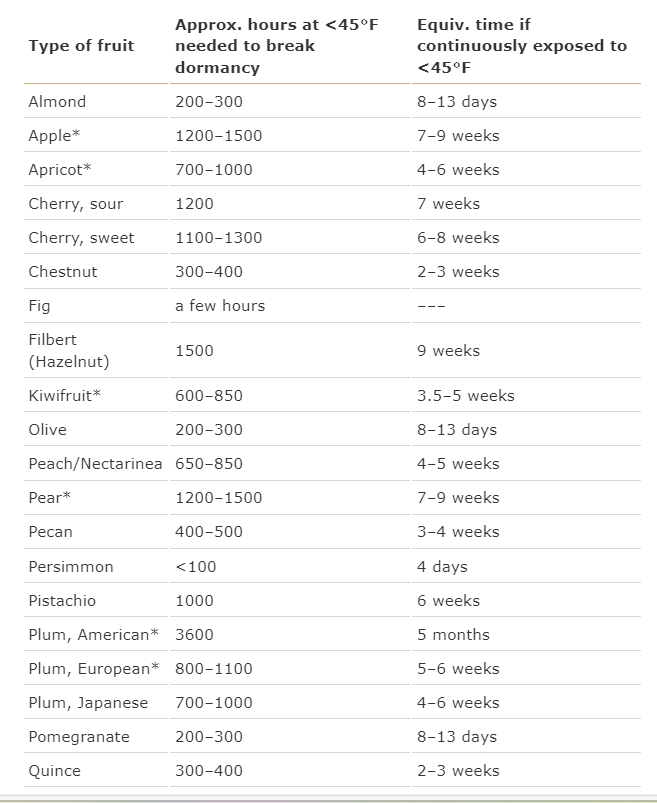 Type of fruit
Approx. hours at <45°F
needed to break
dormancy
Equiv. time if
continuously exposed to
<45°F
Almond 200–300 8–13 days
Apple* 1200–1500 7–9 weeks
Apricot* 700–1000 4–6 weeks
Cherry, sour 1200 7 weeks
Cherry, sweet 1100–1300 6–8 weeks
Chestnut 300–400 2–3 weeks
Fig a few hours –––
Filbert
(Hazelnut) 1500 9 weeks
Kiwifruit* 600–850 3.5–5 weeks
Olive 200–300 8–13 days
Peach/Nectarinea 650–850 4–5 weeks
Pear* 1200–1500 7–9 weeks
Pecan 400–500 3–4 weeks
Persimmon <100 4 days
Pistachio 1000 6 weeks
Plum, American* 3600 5 months
Plum, European* 800–1100 5–6 weeks
Plum, Japanese 700–1000 4–6 weeks
Pomegranate 200–300 8–13 days
Quince 300–400 2–3 weeks